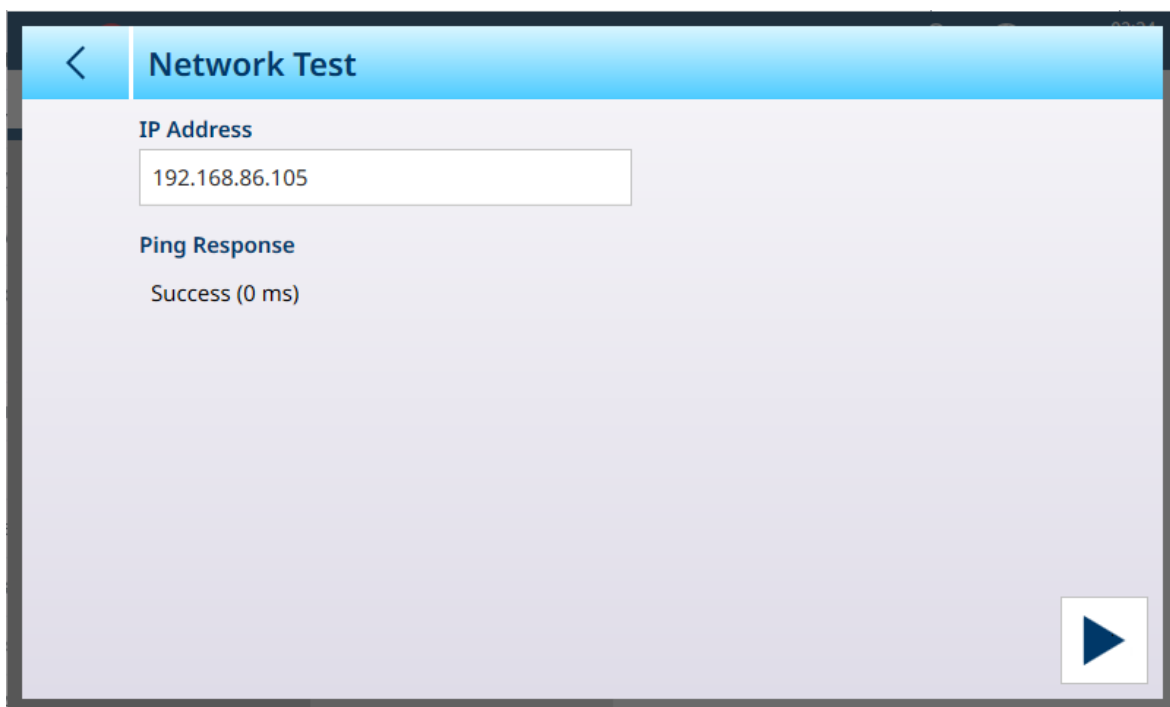 Network Test
IP Address
192.168.86.105
Ping Response
Success (0 ms)